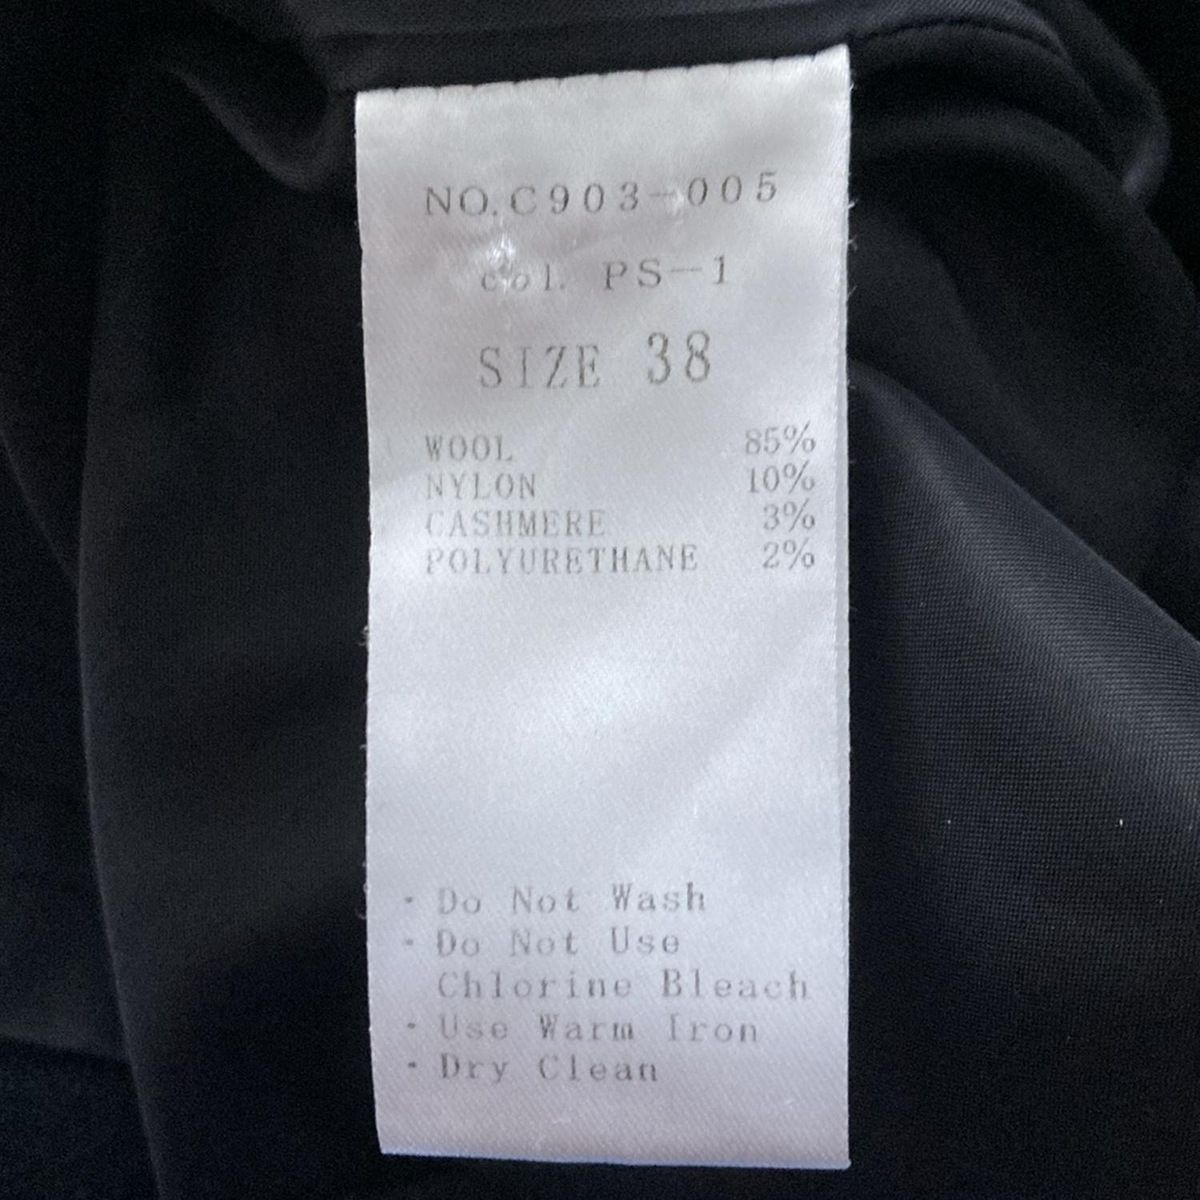 NO.C903-005
col. PS-1
SIZE 38
WOOL 85%
NYLON 10%
CASHMERE 3%
POLYURETHANE 2%
· Do Not Wash
· Do Not Use
Chlorine Bleach
· Use Warm Iron
· Dry Clean